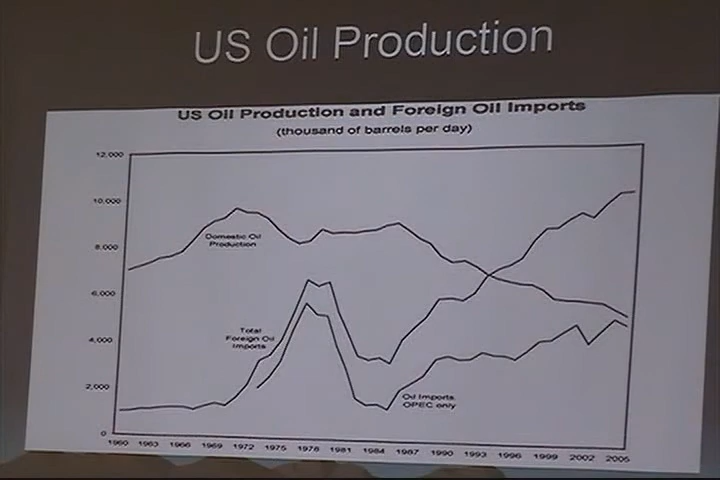 US Oil Production
US Oil Production and Foreign Oil Imports
(thousand of barrels per day)
12,000
10,000
8,000
6,000
4,000
2,000
0
Domestic Oil
Production
Total
Foreign Oil
Imports
Oil Imports,
OPEC only
1960 1963 1966 1969 1972 1975 1978 1981 1984 1987 1990 1993 1996 1999 2002 2005